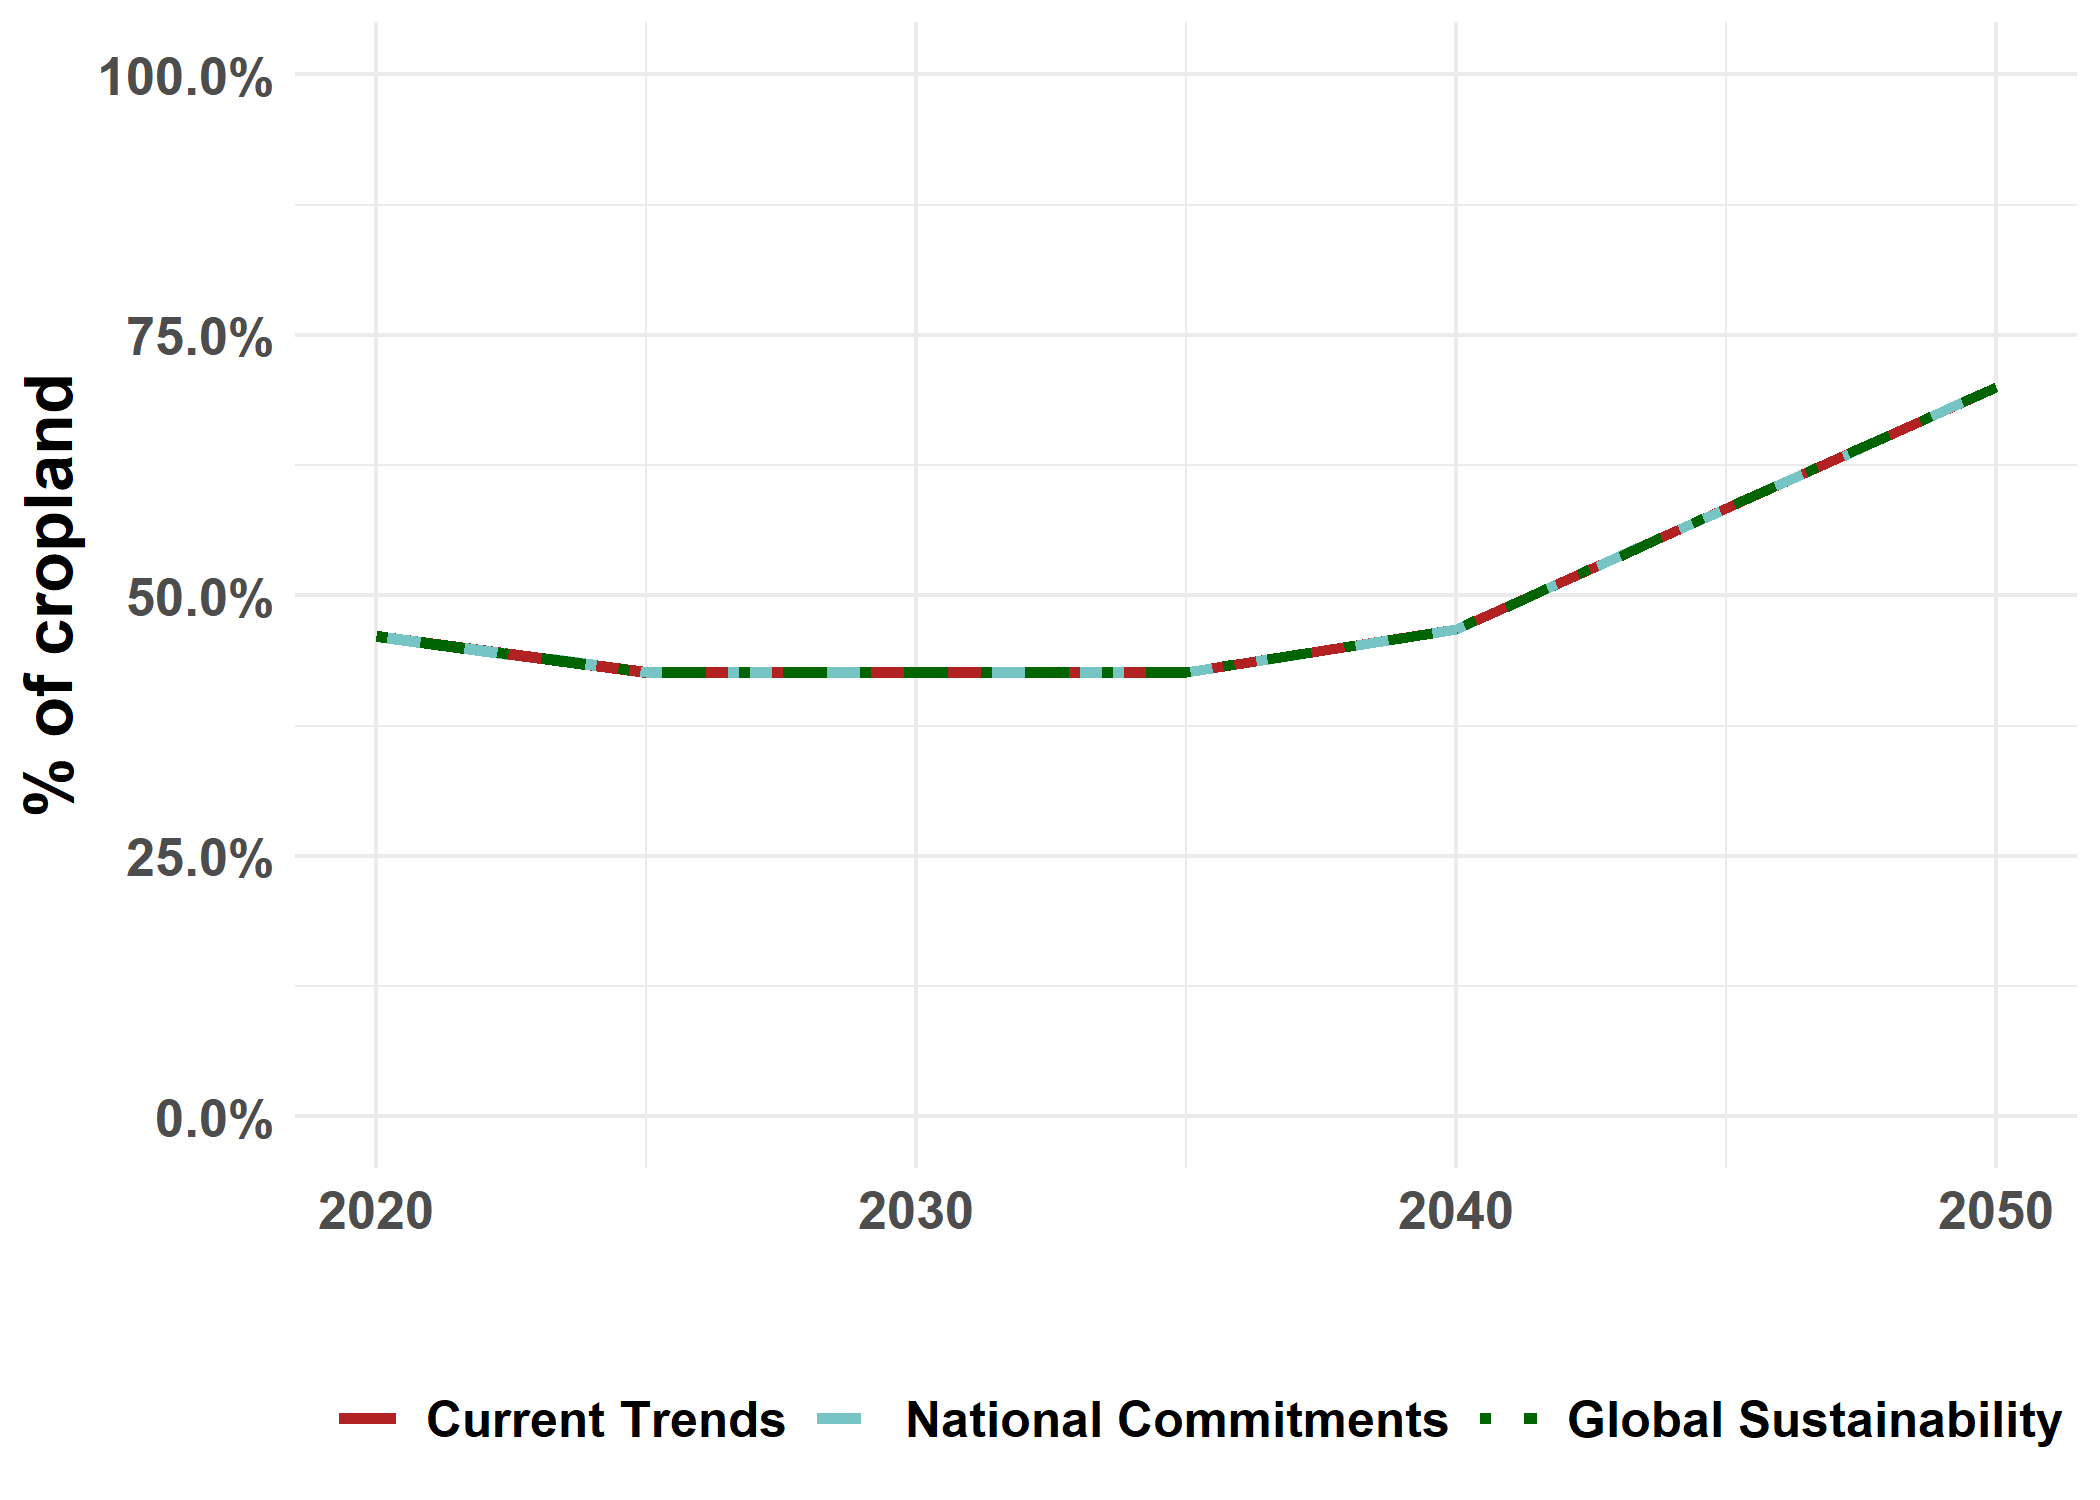 100.0%
75.0%
50.0%
25.0%
0.0%
% of cropland
2020 2030 2040 2050
Current Trends National Commitments Global Sustainability